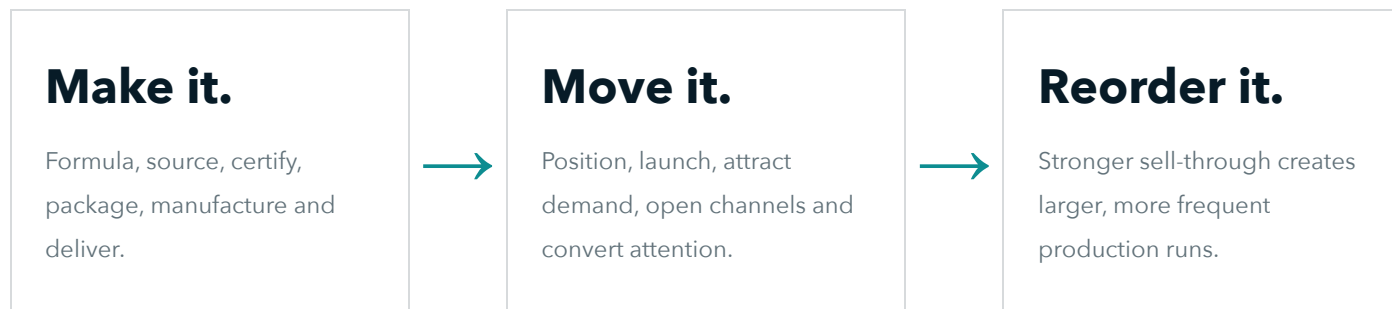 Make it.
Formula, source, certify,
package, manufacture and
deliver.
Move it.
Position, launch, attract
demand, open channels and
convert attention.
Reorder it.
Stronger sell-through creates
larger, more frequent
production runs.